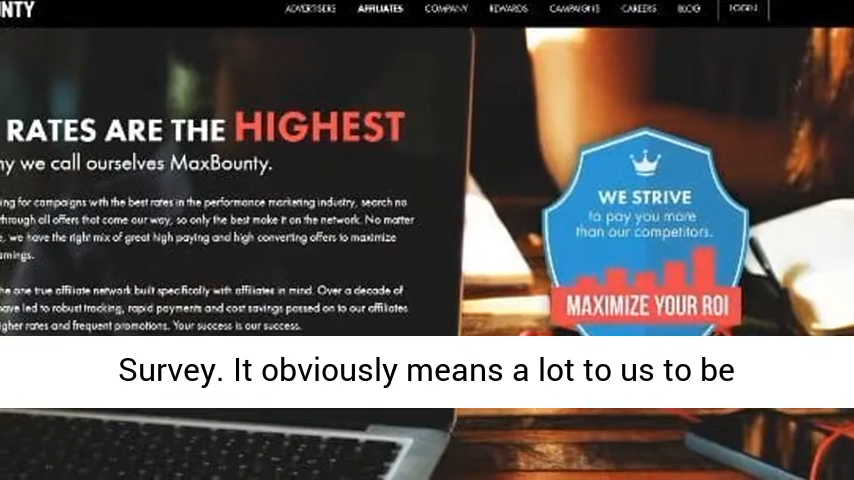 UNTY
ADVERTISERS AFFILIATES COMPANY REWARDS CAMPAIGNS CAREERS BLOG LOGIN
RATES ARE THE HIGHEST
hy we call ourselves MaxBounty.
ing for campaigns with the best rates in the performance marketing industry, search no
through all offers that come our way, so only the best make it on the network. No matter
e, we have the right mix of great high paying and high converting offers to maximize
arnings.
he one true affiliate network built specifically with affiliates in mind. Over a decade of
have led to robust tracking, rapid payments and cost savings passed on to our affiliates
igher rates and frequent promotions. Your success is our success.
WE STRIVE
to pay you more
than our competitors.
MAXIMIZE YOUR ROI
Survey. It obviously means a lot to us to be